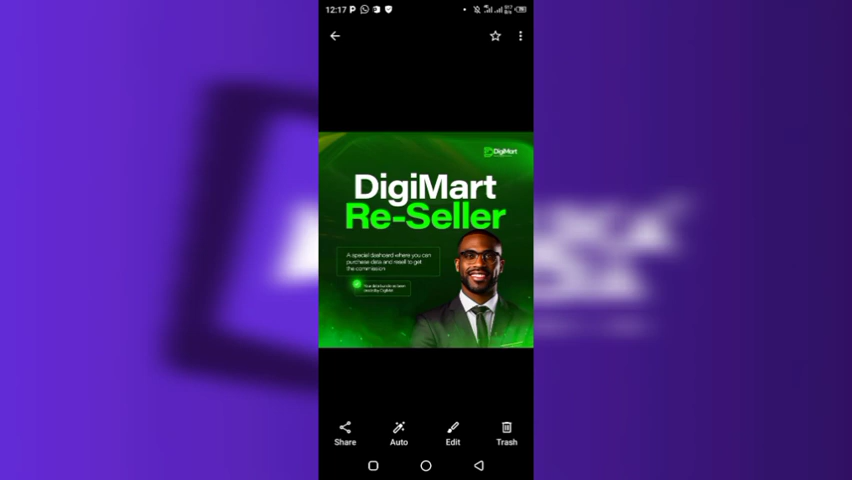 12:17
DigiMart
DigiMart
Re-Seller
A special dashboard where you can
purchase data and resell to get
the commission
Share
Auto
Edit
Trash